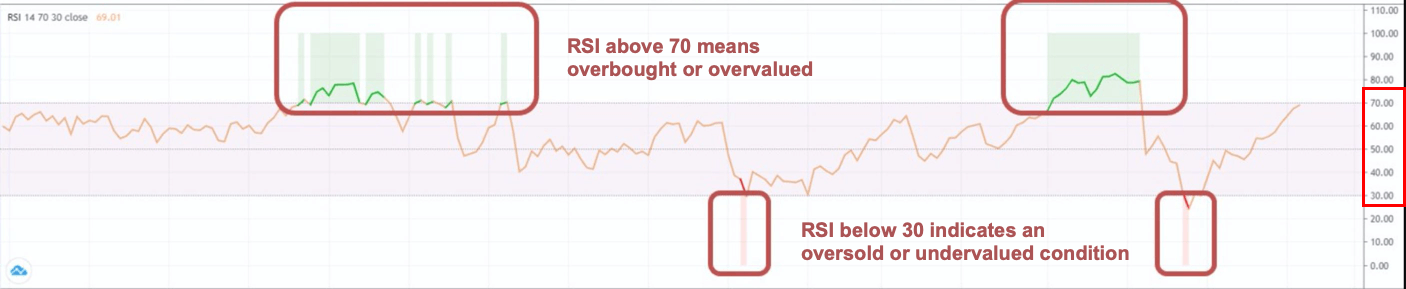 RSI 14 70 30 close 69.01
RSI above 70 means
overbought or overvalued
RSI below 30 indicates an
oversold or undervalued condition
110.00
100.00
90.00
80.00
70.00
60.00
50.00
40.00
30.00
20.00
10.00
0.00